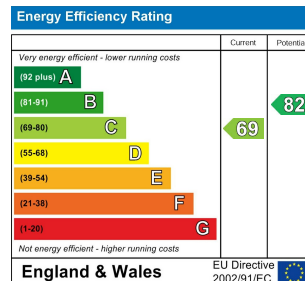 Energy Efficiency Rating
Current Potential
Very energy efficient - lower running costs
(92 plus) A
(81-91) B
82
(69-80) C
69
(55-68) D
(39-54) E
(21-38) F
(1-20) G
Not energy efficient - higher running costs
England & Wales
EU Directive
2002/91/EC